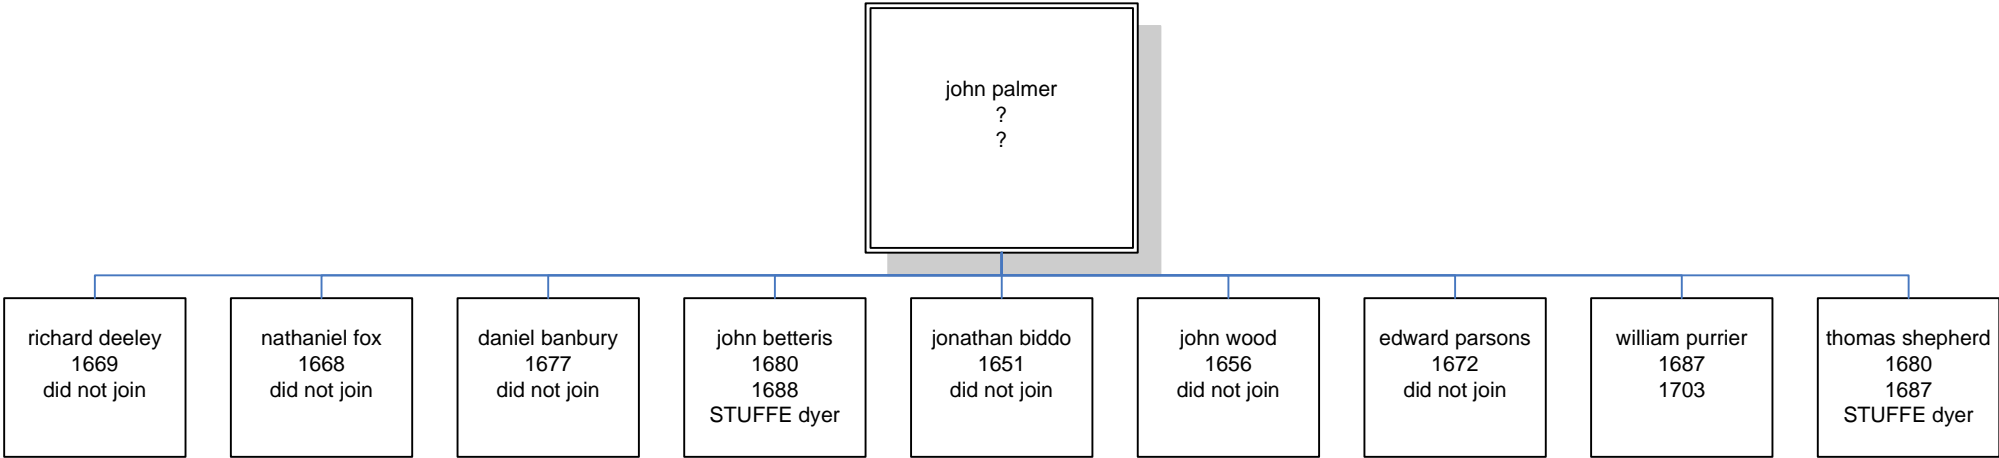 john palmer
?
?
richard deeley
1669
did not join
nathaniel fox
1668
did not join
daniel banbury
1677
did not join
john betteris
1680
1688
STUFFE dyer
jonathan biddo
1651
did not join
john wood
1656
did not join
edward parsons
1672
did not join
william purrier
1687
1703
thomas shepherd
1680
1687
STUFFE dyer